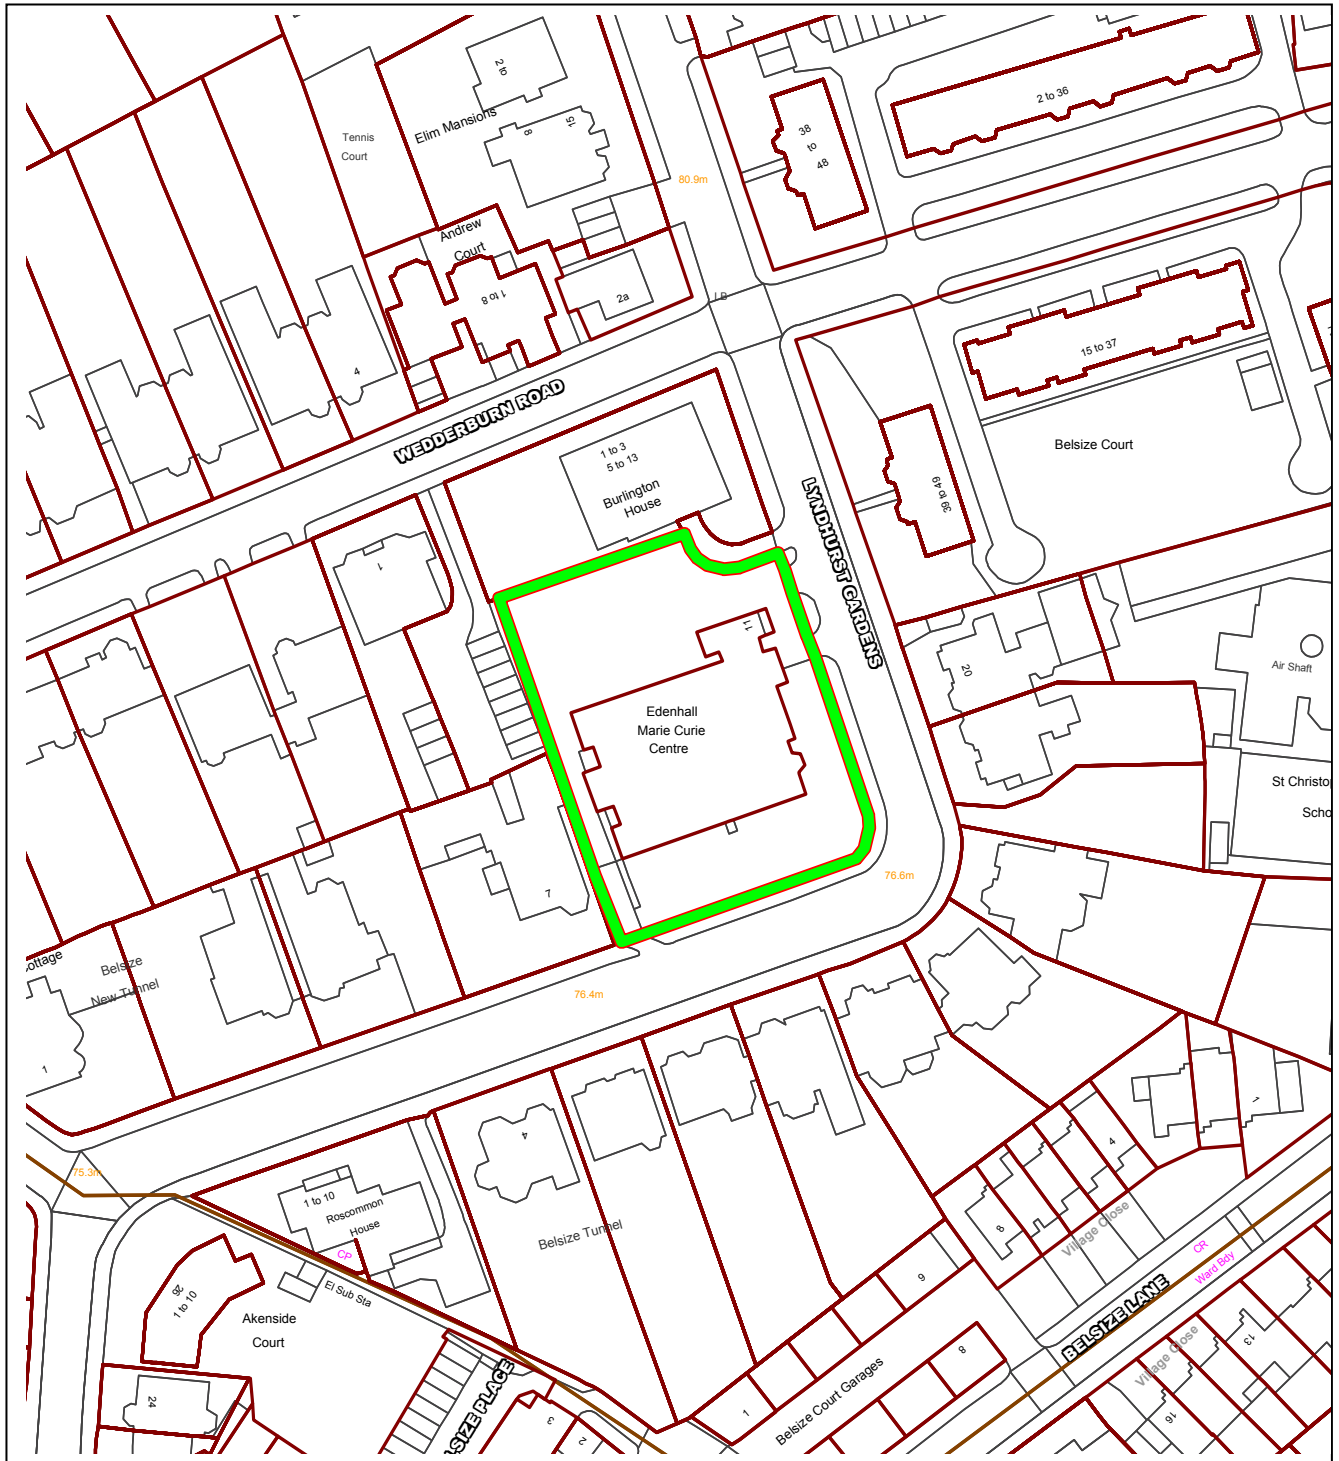 2 to
Elim Mansions
8
15
Tennis
Court
80.9m
38
to
48
2 to 36
Andrew
Court
1 to 8
2a
LB
4
WEDDERBURN ROAD
15 to 37
Belsize Court
39 to 49
1 to 3
5 to 13
Burlington
House
LYNDHURST GARDENS
1
11
20
Air Shaft
Edenhall
Marie Curie
Centre
St Christo
Scho
7
76.6m
ottage
Belsize
New Tunnel
76.4m
1
75.3m
4
1 to 10
Roscommon
House
CP
El Sub Sta
Belsize Tunnel
26
1 to 10
Akenside
Court
24
SIZE PLACE
3
2
1
Belsize Court Garages
8
9
8
4
1
Village Close
CR
Ward Bdy
BELSIZE LANE
Village Close
13
16